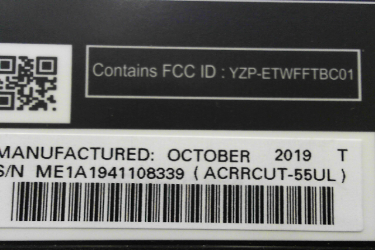 Contains FCC ID : YZP-ETWFFTBC01
MANUFACTURED: OCTOBER 2019 T
S/N ME1A1941108339 ( ACRRCUT-55UL )